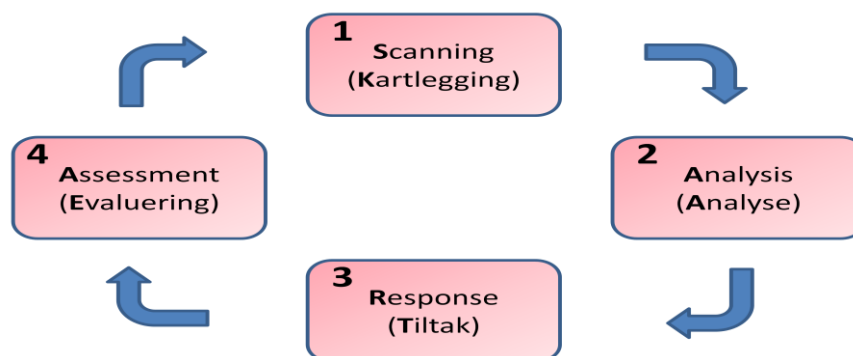 1
Scanning
(Kartlegging)
2
Analysis
(Analyse)
3
Response
(Tiltak)
4
Assessment
(Evaluering)